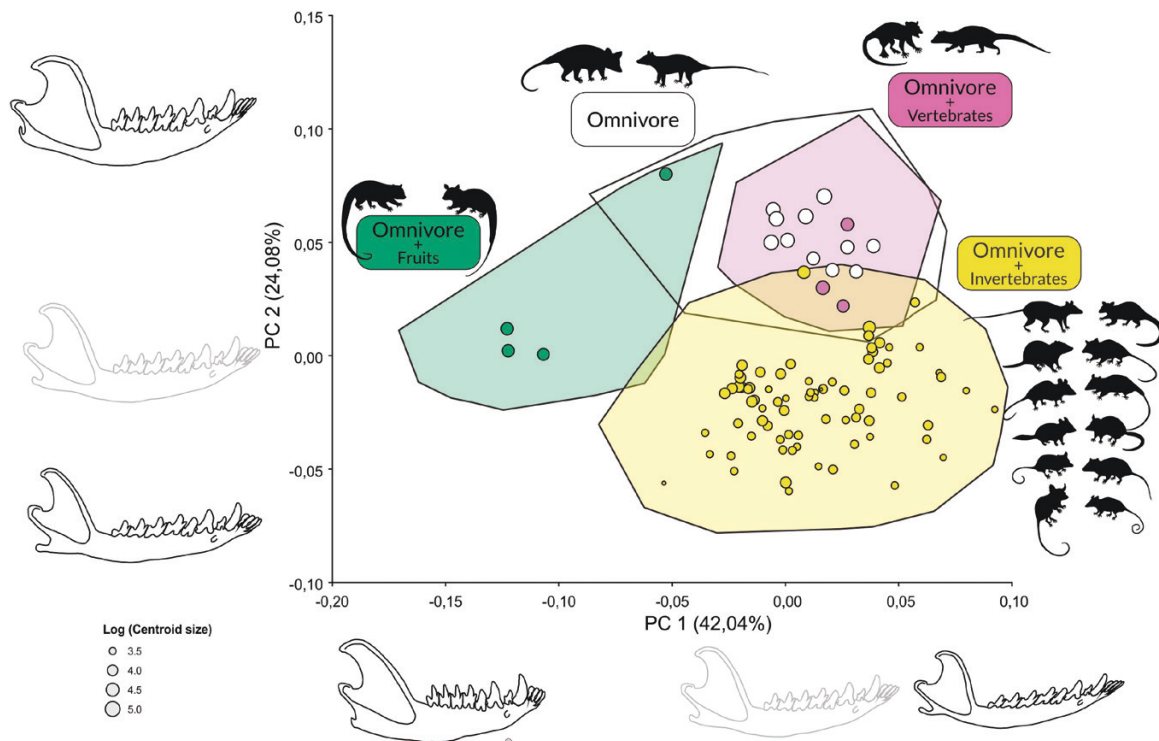 0,15
0,10
0,05
0,00
-0,05
-0,10
PC 2 (24,08%)
Omnivore
Omnivore
+
Vertebrates
Omnivore
+
Fruits
Omnivore
+
Invertebrates
-0,20
-0,15
-0,10
-0,05
0,00
0,05
0,10
PC 1 (42,04%)
Log (Centroid size)
3.5
4.0
4.5
5.0